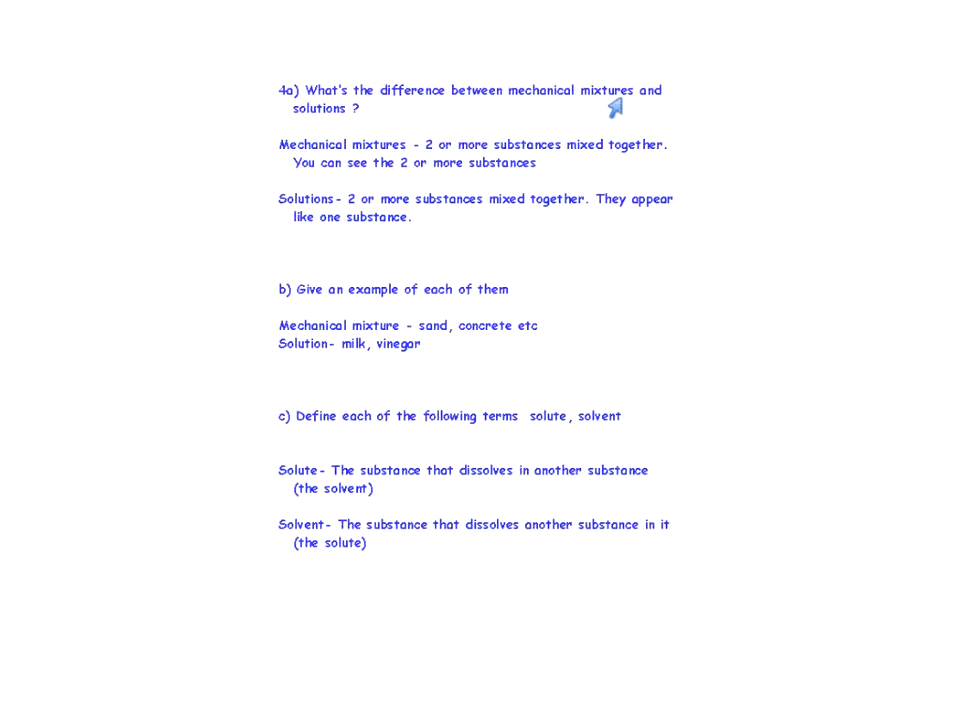 4a) What's the difference between mechanical mixtures and
solutions ?
Mechanical mixtures - 2 or more substances mixed together.
You can see the 2 or more substances
Solutions- 2 or more substances mixed together. They appear
like one substance.
b) Give an example of each of them
Mechanical mixture - sand, concrete etc
Solution- milk, vinegar
c) Define each of the following terms  solute, solvent
Solute- The substance that dissolves in another substance
(the solvent)
Solvent- The substance that dissolves another substance in it
(the solute)